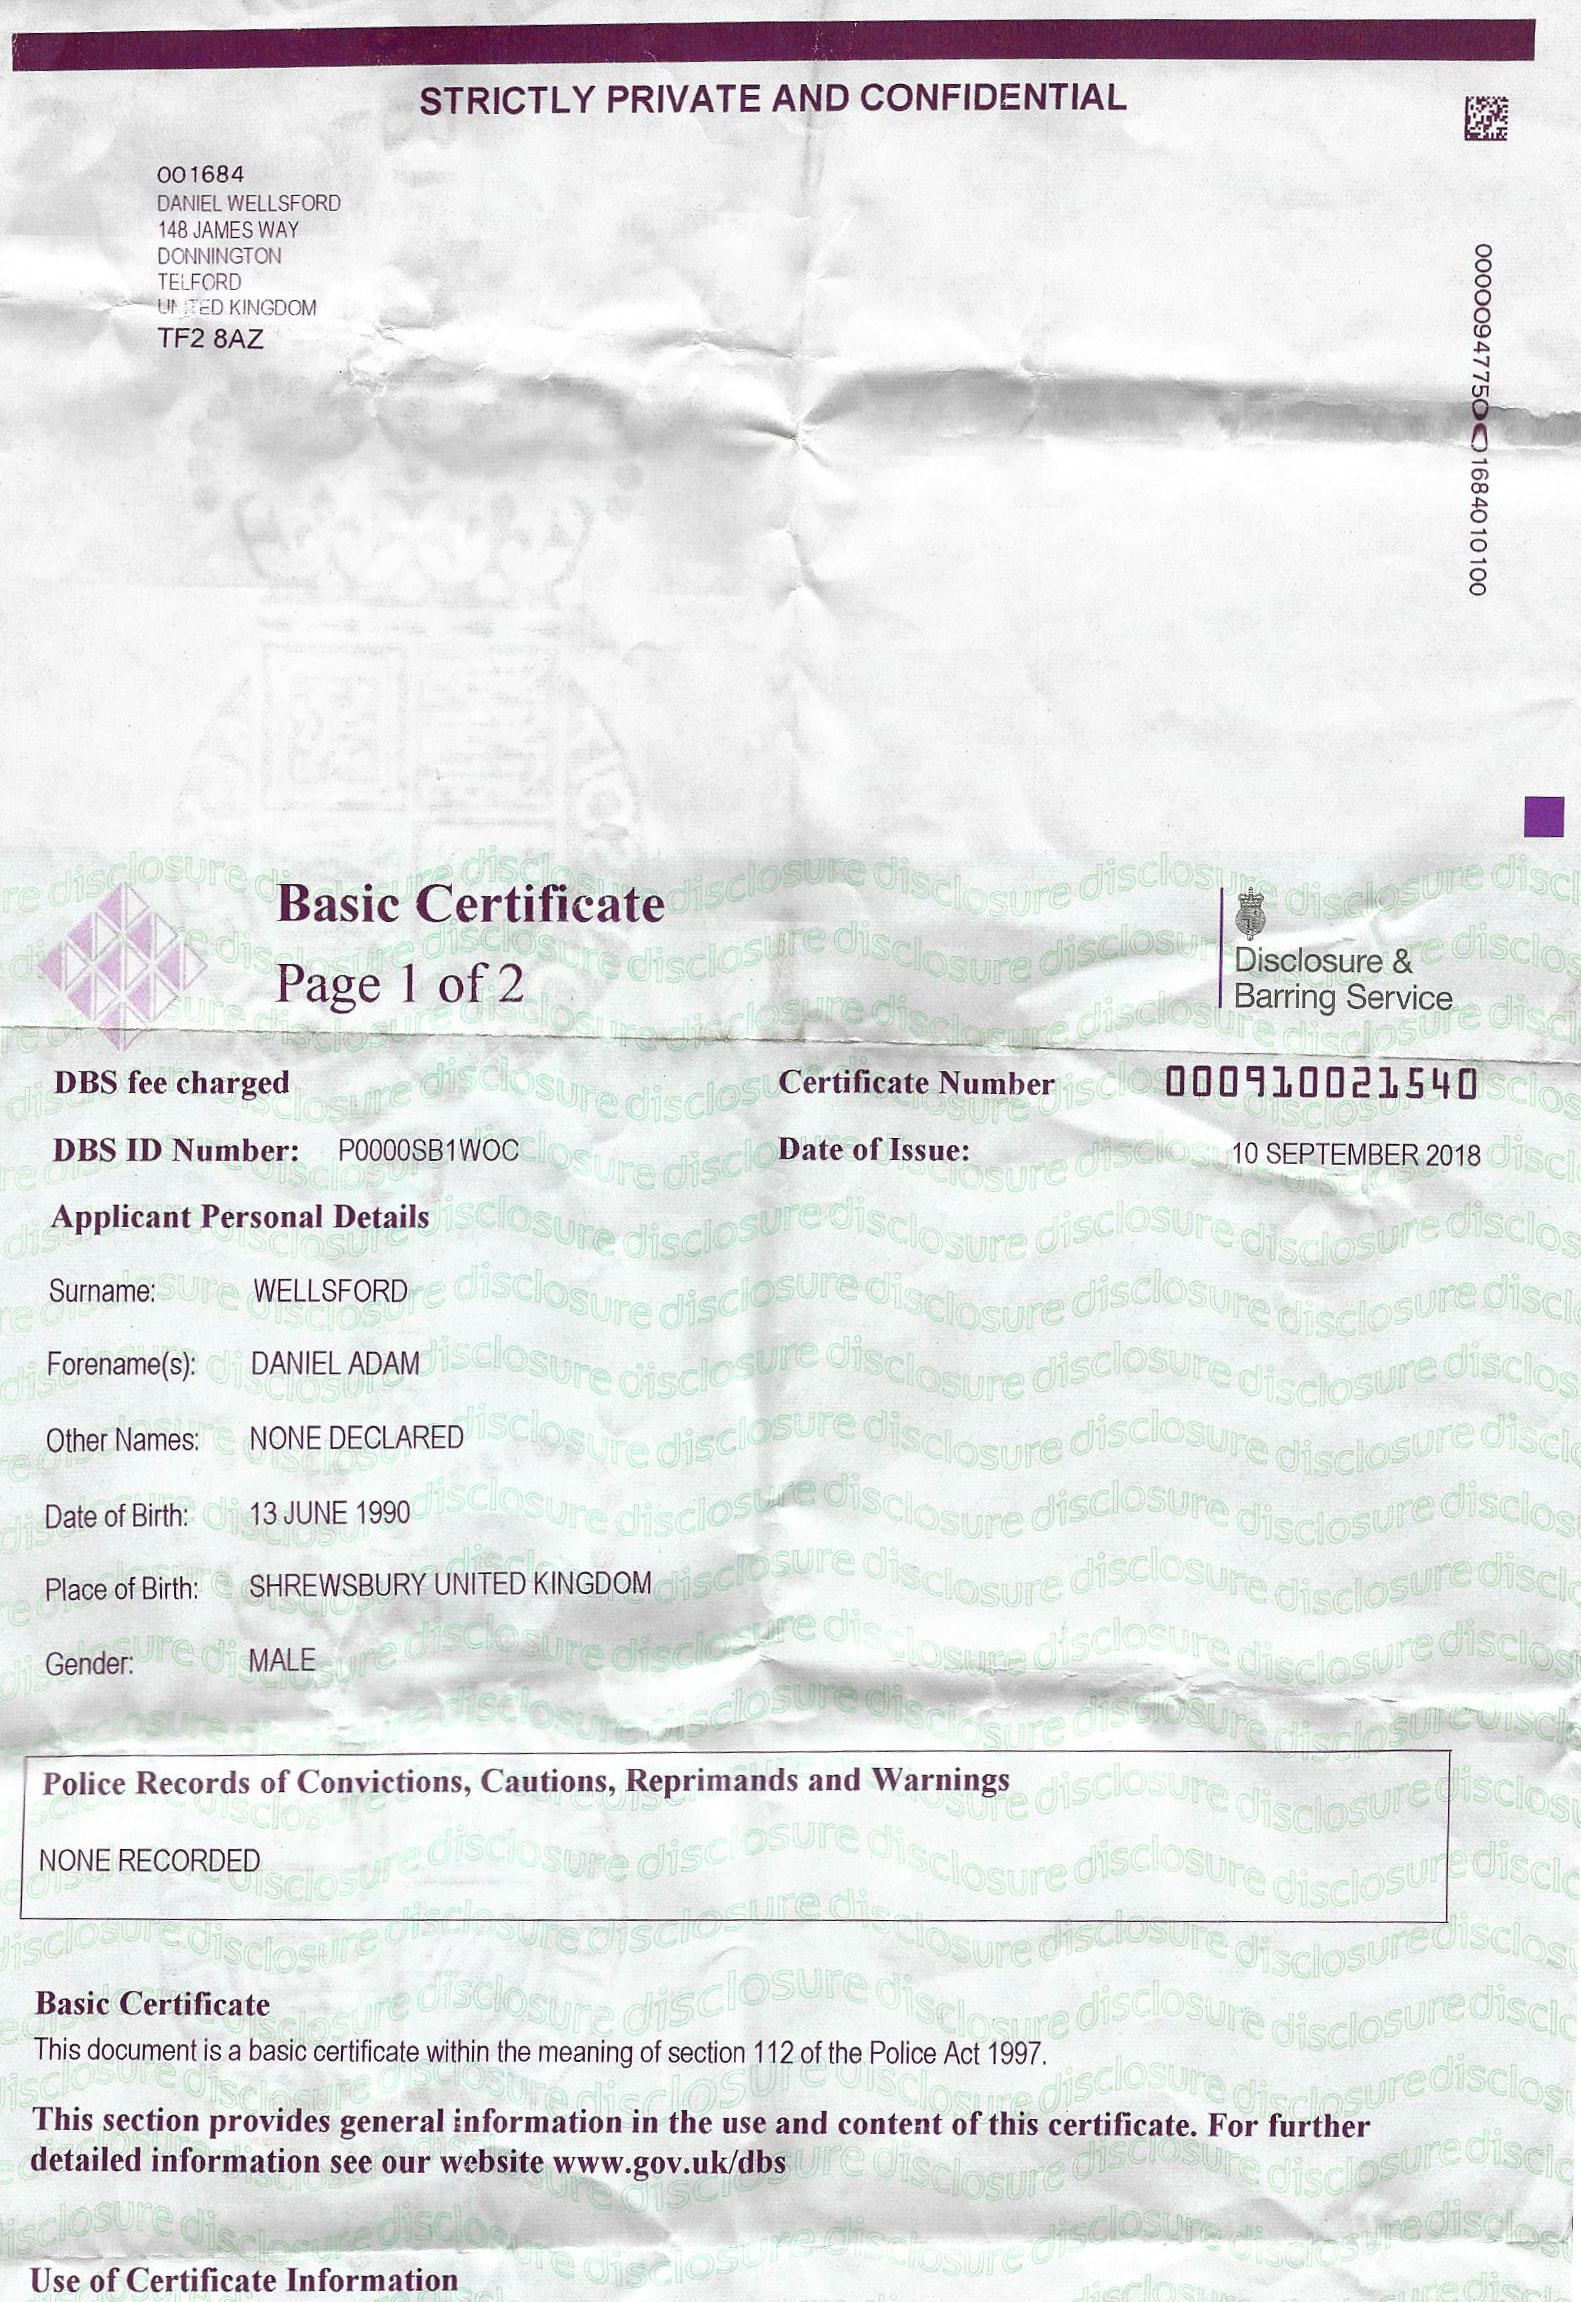 STRICTLY PRIVATE AND CONFIDENTIAL
001684
DANIEL WELLSFORD
148 JAMES WAY
DONNINGTON
TELFORD
UNITED KINGDOM
TF2 8AZ
00000947750001684010100
Basic Certificate
Page 1 of 2
Disclosure &
Barring Service
DBS fee charged
Certificate Number 000910021540
DBS ID Number: P0000SB1WOC
Date of Issue: 10 SEPTEMBER 2018
Applicant Personal Details
Surname: WELLSFORD
Forename(s): DANIEL ADAM
Other Names: NONE DECLARED
Date of Birth: 13 JUNE 1990
Place of Birth: SHREWSBURY UNITED KINGDOM
Gender: MALE
Police Records of Convictions, Cautions, Reprimands and Warnings
NONE RECORDED
Basic Certificate
This document is a basic certificate within the meaning of section 112 of the Police Act 1997.
This section provides general information in the use and content of this certificate. For further
detailed information see our website www.gov.uk/dbs
Use of Certificate Information